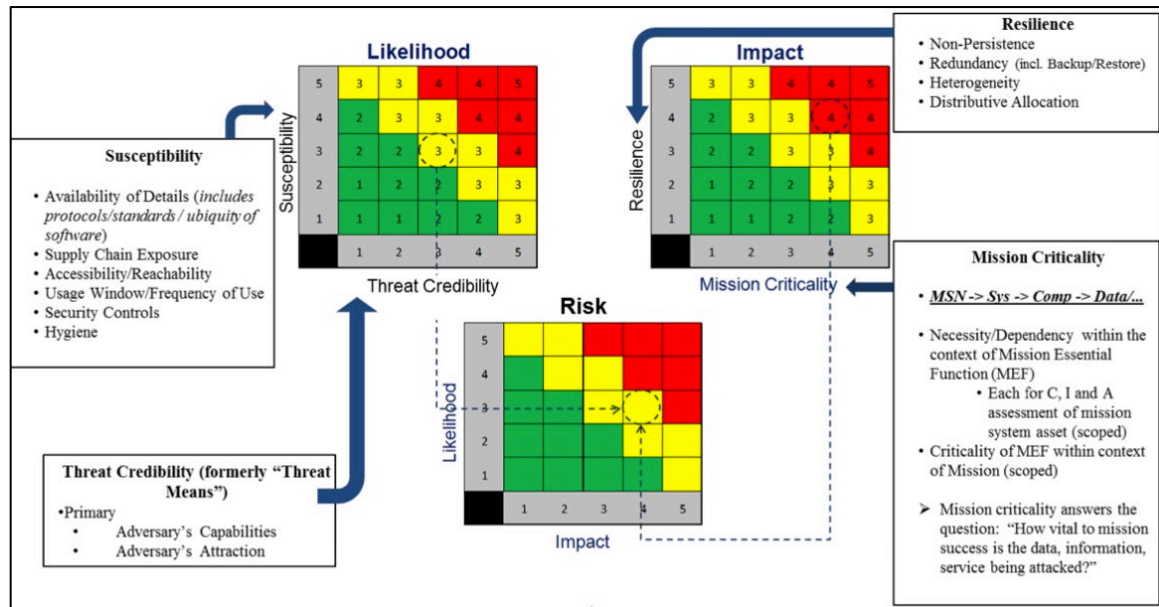 Likelihood
5 3 3 4 4 5
4 2 3 3 4 4
3 2 2 3 3 4
2 1 2 2 3 3
1 1 1 2 2 3
1 2 3 4 5
Susceptibility
Threat Credibility
Impact
5 3 3 4 4 5
4 2 3 3 4 4
3 2 2 3 3 4
2 1 2 2 3 3
1 1 1 2 2 3
1 2 3 4 5
Resilience
Mission Criticality
Resilience
• Non-Persistence
• Redundancy (incl. Backup/Restore)
• Heterogeneity
• Distributive Allocation
Susceptibility
• Availability of Details (includes
protocols/standards / ubiquity of
software)
• Supply Chain Exposure
• Accessibility/Reachability
• Usage Window/Frequency of Use
• Security Controls
• Hygiene
Risk
5
4
3
2
1
1 2 3 4 5
Likelihood
Impact
Threat Credibility (formerly “Threat
Means”)
•Primary
• Adversary’s Capabilities
• Adversary’s Attraction
Mission Criticality
• MSN -> Sys -> Comp -> Data/...
• Necessity/Dependency within the
context of Mission Essential
Function (MEF)
• Each for C, I and A
assessment of mission
system asset (scoped)
• Criticality of MEF within context
of Mission (scoped)
➤ Mission criticality answers the
question: “How vital to mission
success is the data, information,
service being attacked?”